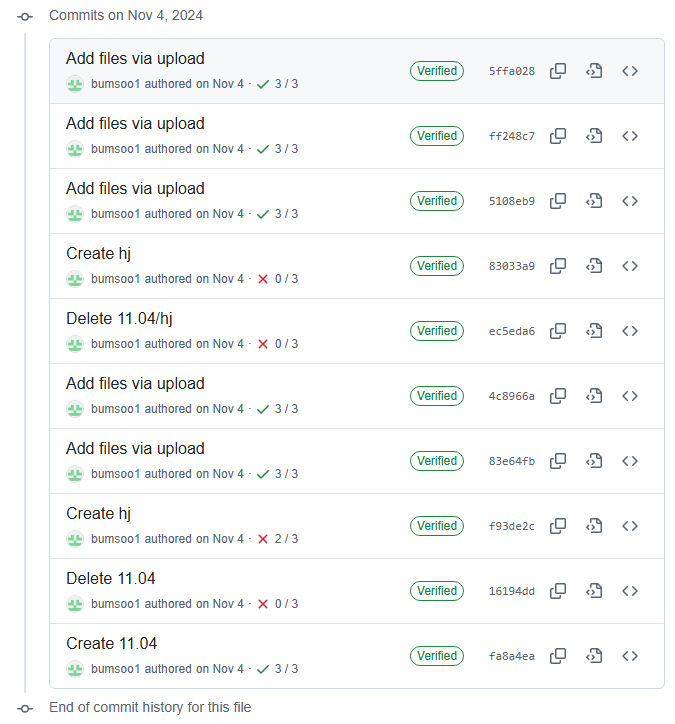 Commits on Nov 4, 2024
Add files via upload
bumsoo1 authored on Nov 4 · 3 / 3
Verified
5ffa028
Add files via upload
bumsoo1 authored on Nov 4 · 3 / 3
Verified
ff248c7
Add files via upload
bumsoo1 authored on Nov 4 · 3 / 3
Verified
5108eb9
Create hj
bumsoo1 authored on Nov 4 · 0 / 3
Verified
83033a9
Delete 11.04/hj
bumsoo1 authored on Nov 4 · 0 / 3
Verified
ec5eda6
Add files via upload
bumsoo1 authored on Nov 4 · 3 / 3
Verified
4c8966a
Add files via upload
bumsoo1 authored on Nov 4 · 3 / 3
Verified
83e64fb
Create hj
bumsoo1 authored on Nov 4 · 2 / 3
Verified
f93de2c
Delete 11.04
bumsoo1 authored on Nov 4 · 0 / 3
Verified
16194dd
Create 11.04
bumsoo1 authored on Nov 4 · 3 / 3
Verified
fa8a4ea
End of commit history for this file